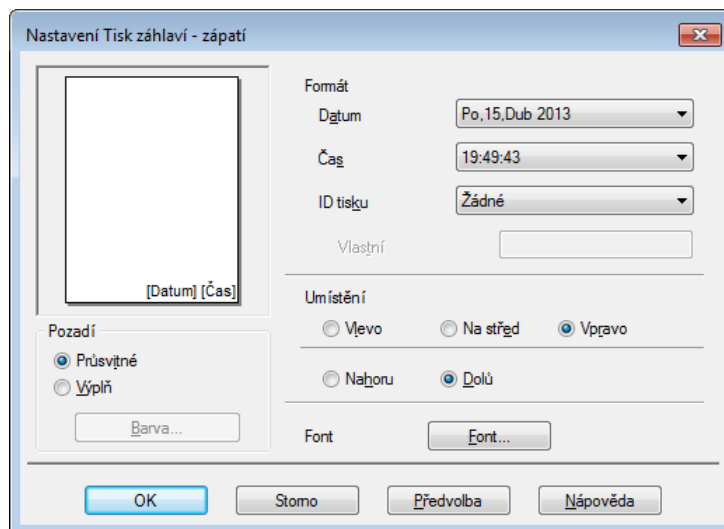 Nastavení Tisk záhlaví - zápatí
[Datum] [Čas]
Pozadí
Průsvitné
Výplň
Barva...
Formát
Datum Po,15,Dub 2013
Čas 19:49:43
ID tisku Žádné
Vlastní
Umístění
Vlevo Na střed Vpravo
Nahoru Dolů
Font Font...
OK Storno Předvolba Nápověda